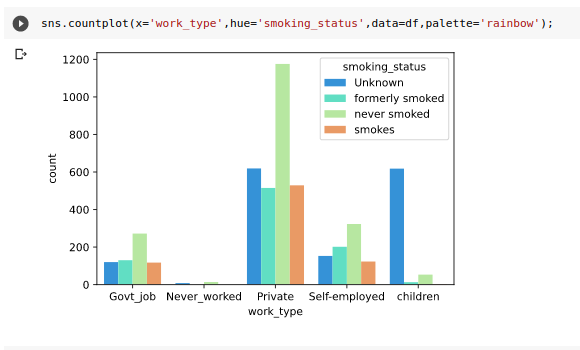 sns.countplot(x='work_type',hue='smoking_status',data=df,palette='rainbow');
smoking_status
Unknown
formerly smoked
never smoked
smokes
1200
1000
800
600
400
200
0
count
Govt_job Never_worked Private Self-employed children
work_type